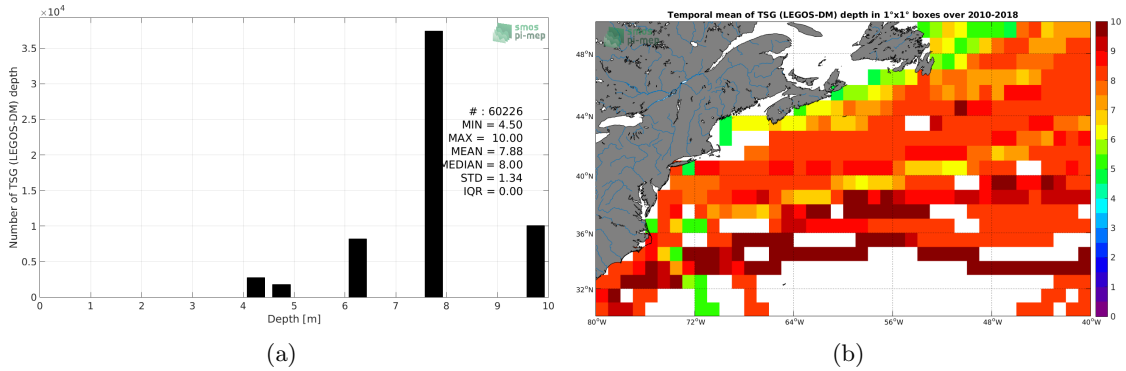 smos
pi-mep
x10⁴
3.5
3
2.5
2
1.5
1
0.5
0
Number of TSG (LEGOS-DM) depth
# : 60226
MIN = 4.50
MAX = 10.00
MEAN = 7.88
MEDIAN = 8.00
STD = 1.34
IQR = 0.00
0 1 2 3 4 5 6 7 8 9 10
Depth [m]
(a)
Temporal mean of TSG (LEGOS-DM) depth in 1°x1° boxes over 2010-2018
smos
pi-mep
48°N
44°N
40°N
36°N
32°N
80°W 72°W 64°W 56°W 48°W 40°W
10
9
8
7
6
5
4
3
2
1
0
(b)